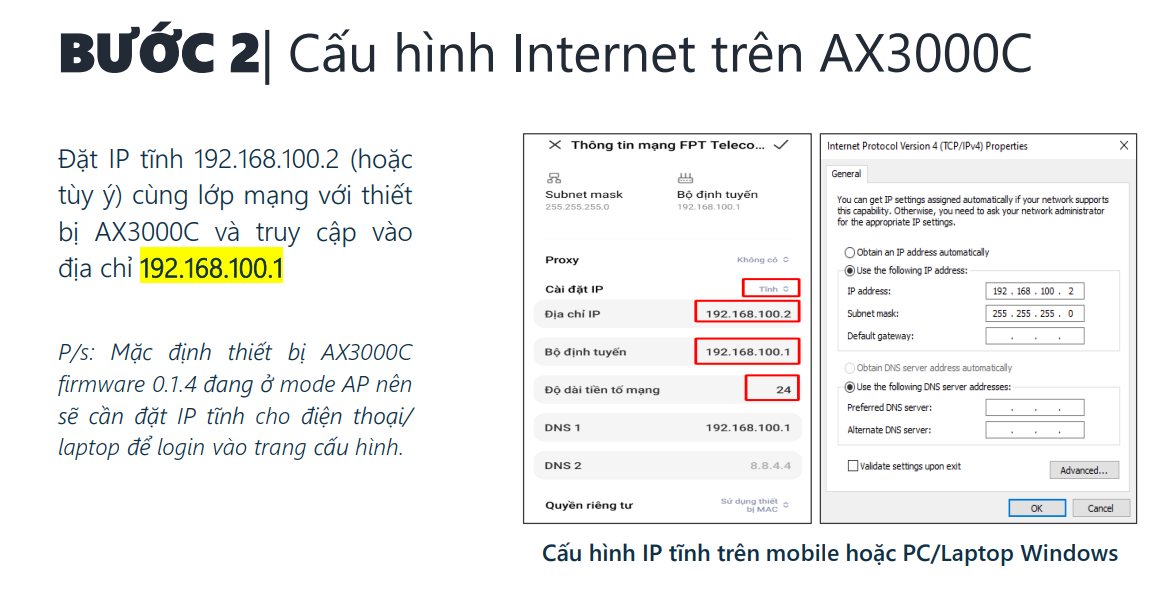 BƯỚC 2| Cấu hình Internet trên AX3000C
Đặt IP tĩnh 192.168.100.2 (hoặc
tùy ý) cùng lớp mạng với thiết
bị AX3000C và truy cập vào
địa chỉ 192.168.100.1
P/s: Mặc định thiết bị AX3000C
firmware 0.1.4 đang ở mode AP nên
sẽ cần đặt IP tĩnh cho điện thoại/
laptop để login vào trang cấu hình.
Thông tin mạng FPT Teleco...
Subnet mask
255.255.255.0
Bộ định tuyến
192.168.100.1
Proxy
Không có
Cài đặt IP
Tĩnh
Địa chỉ IP
192.168.100.2
Bộ định tuyến
192.168.100.1
Độ dài tiền tố mạng
24
DNS 1
192.168.100.1
DNS 2
8.8.4.4
Quyền riêng tư
Sử dụng thiết
bị MAC
Internet Protocol Version 4 (TCP/IPv4) Properties
General
You can get IP settings assigned automatically if your network supports
this capability. Otherwise, you need to ask your network administrator
for the appropriate IP settings.
Obtain an IP address automatically
Use the following IP address:
IP address:
192 . 168 . 100 . 2
Subnet mask:
255 . 255 . 255 . 0
Default gateway:
. . .
Obtain DNS server address automatically
Use the following DNS server addresses:
Preferred DNS server:
. . .
Alternate DNS server:
. . .
Validate settings upon exit
Advanced...
OK
Cancel
Cấu hình IP tĩnh trên mobile hoặc PC/Laptop Windows